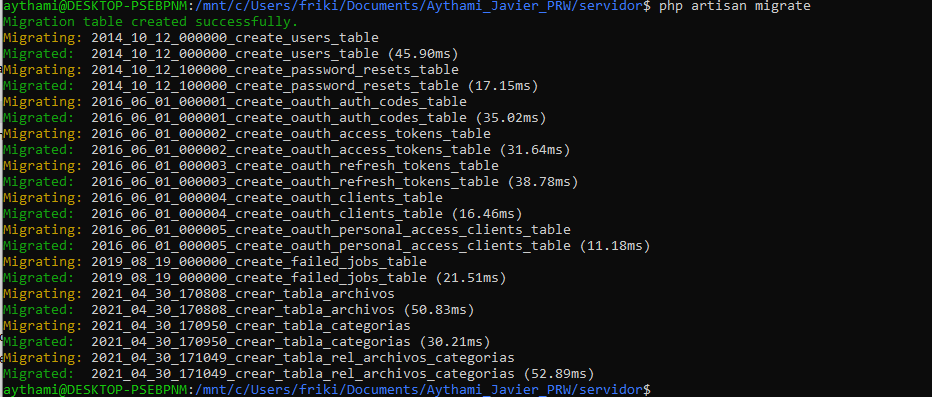 aythami@DESKTOP-PSEBPNM:/mnt/c/Users/friki/Documents/Aythami_Javier_PRW/servidor$ php artisan migrate
Migration table created successfully.
Migrating: 2014_10_12_000000_create_users_table
Migrated:  2014_10_12_000000_create_users_table (45.90ms)
Migrating: 2014_10_12_100000_create_password_resets_table
Migrated:  2014_10_12_100000_create_password_resets_table (17.15ms)
Migrating: 2016_06_01_000001_create_oauth_auth_codes_table
Migrated:  2016_06_01_000001_create_oauth_auth_codes_table (35.02ms)
Migrating: 2016_06_01_000002_create_oauth_access_tokens_table
Migrated:  2016_06_01_000002_create_oauth_access_tokens_table (31.64ms)
Migrating: 2016_06_01_000003_create_oauth_refresh_tokens_table
Migrated:  2016_06_01_000003_create_oauth_refresh_tokens_table (38.78ms)
Migrating: 2016_06_01_000004_create_oauth_clients_table
Migrated:  2016_06_01_000004_create_oauth_clients_table (16.46ms)
Migrating: 2016_06_01_000005_create_oauth_personal_access_clients_table
Migrated:  2016_06_01_000005_create_oauth_personal_access_clients_table (11.18ms)
Migrating: 2019_08_19_000000_create_failed_jobs_table
Migrated:  2019_08_19_000000_create_failed_jobs_table (21.51ms)
Migrating: 2021_04_30_170808_crear_tabla_archivos
Migrated:  2021_04_30_170808_crear_tabla_archivos (50.83ms)
Migrating: 2021_04_30_170950_crear_tabla_categorias
Migrated:  2021_04_30_170950_crear_tabla_categorias (30.21ms)
Migrating: 2021_04_30_171049_crear_tabla_rel_archivos_categorias
Migrated:  2021_04_30_171049_crear_tabla_rel_archivos_categorias (52.89ms)
aythami@DESKTOP-PSEBPNM:/mnt/c/Users/friki/Documents/Aythami_Javier_PRW/servidor$